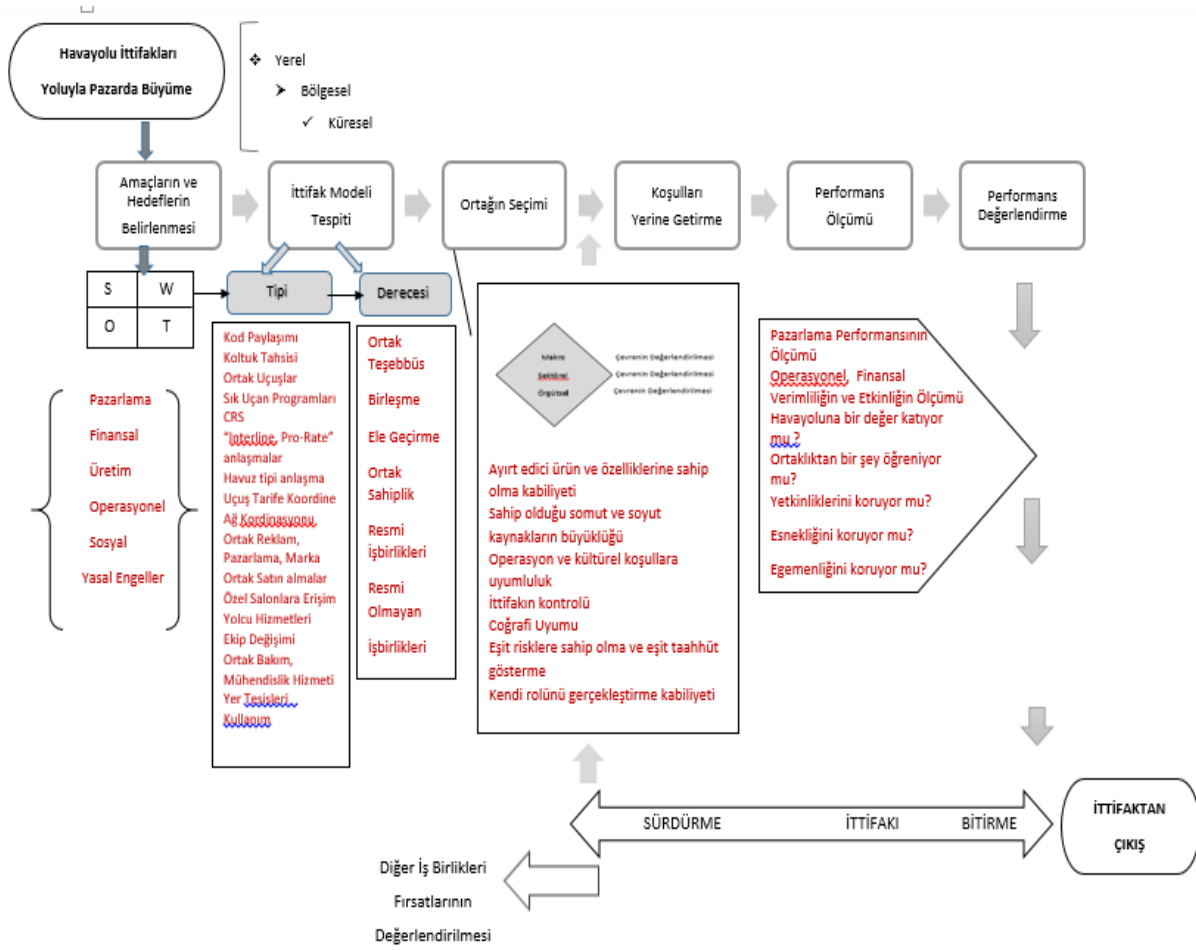 Havayolu İttifakları
Yoluyla Pazarda Büyüme
❖ Yerel
➤ Bölgesel
✓ Küresel
Amaçların ve
Hedeflerin
Belirlenmesi
İttifak Modeli
Tespiti
Ortağın Seçimi
Koşulları
Yerine Getirme
Performans
Ölçümü
Performans
Değerlendirme
S W
O T
Tipi
Derecesi
Pazarlama
Finansal
Üretim
Operasyonel
Sosyal
Yasal Engeller
Kod Paylaşımı
Koltuk Tahsisi
Ortak Uçuşlar
Sık Uçan Programları
CRS
“Interline, Pro-Rate”
anlaşmalar
Havuz tipi anlaşma
Uçuş Tarife Koordine
Ağ Kordinasyonu,
Ortak Reklam,
Pazarlama, Marka
Ortak Satın almalar
Özel Salonlara Erişim
Yolcu Hizmetleri
Ekip Değişimi
Ortak Bakım,
Mühendislik Hizmeti
Yer Tesisleri
Kullanım
Ortak
Teşebbüs
Birleşme
Ele Geçirme
Ortak
Sahiplik
Resmi
İşbirlikleri
Resmi
Olmayan
İşbirlikleri
Makro
Sektörel
Örgütsel
Çevrenin Değerlendirilmesi
Çevrenin Değerlendirilmesi
Çevrenin Değerlendirilmesi
Ayırt edici ürün ve özelliklerine sahip
olma kabiliyeti
Sahip olduğu somut ve soyut
kaynakların büyüklüğü
Operasyon ve kültürel koşullara
uyumluluk
İttifakın kontrolü
Coğrafi Uyumu
Eşit risklere sahip olma ve eşit taahhüt
gösterme
Kendi rolünü gerçekleştirme kabiliyeti
Pazarlama Performansının
Ölçümü
Operasyonel, Finansal
Verimliliğin ve Etkinliğin Ölçümü
Havayoluna bir değer katıyor
mu ?
Ortaklıktan bir şey öğreniyor
mu?
Yetkinliklerini koruyor mu?
Esnekliğini koruyor mu?
Egemenliğini koruyor mu?
SÜRDÜRME İTTİFAKI BİTİRME
İTTİFAKTAN
ÇIKIŞ
Diğer İş Birlikleri
Fırsatlarının
Değerlendirilmesi